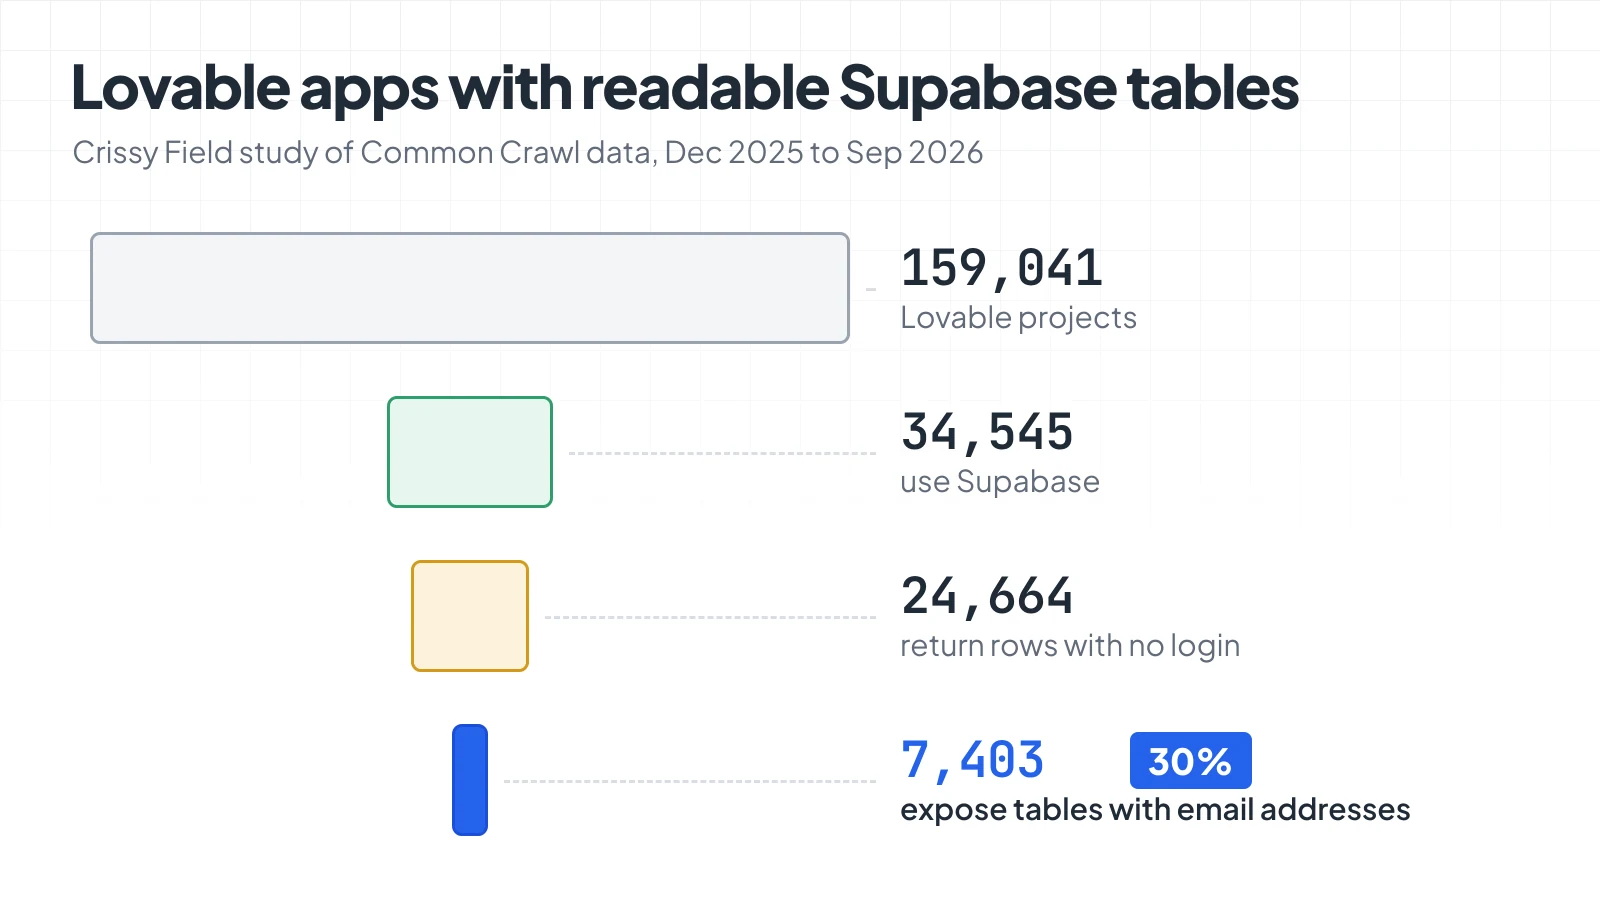 Lovable apps with readable Supabase tables
Crissy Field study of Common Crawl data, Dec 2025 to Sep 2026
159,041
Lovable projects
34,545
use Supabase
24,664
return rows with no login
7,403 30%
expose tables with email addresses